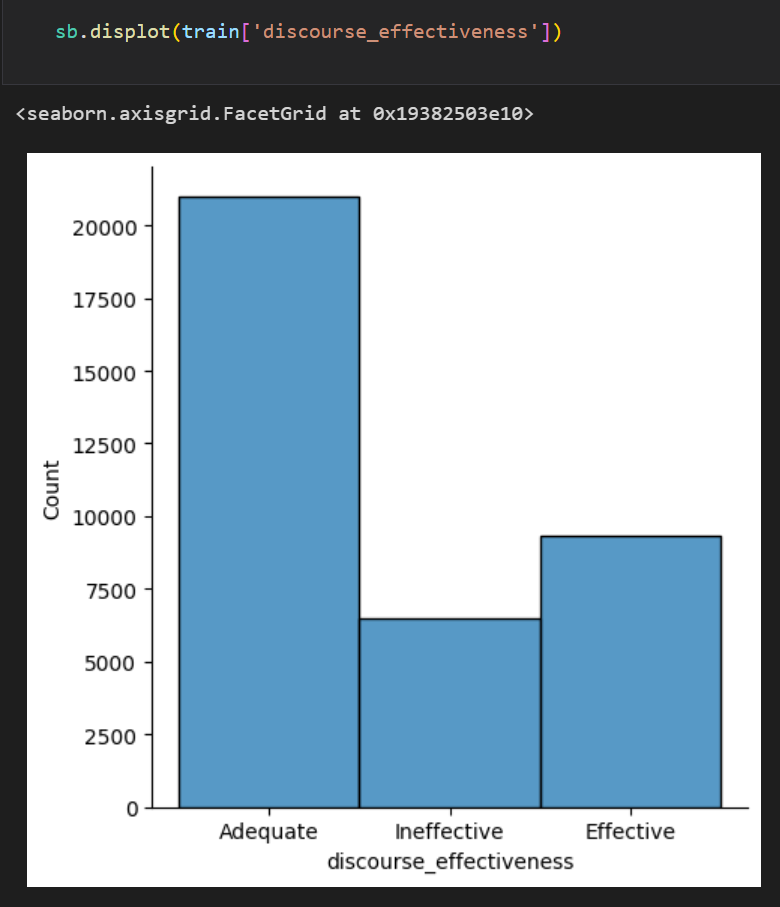 sb.displot(train['discourse_effectiveness'])
<seaborn.axisgrid.FacetGrid at 0x19382503e10>
20000
17500
15000
12500
10000
7500
5000
2500
0
Count
Adequate Ineffective Effective
discourse_effectiveness